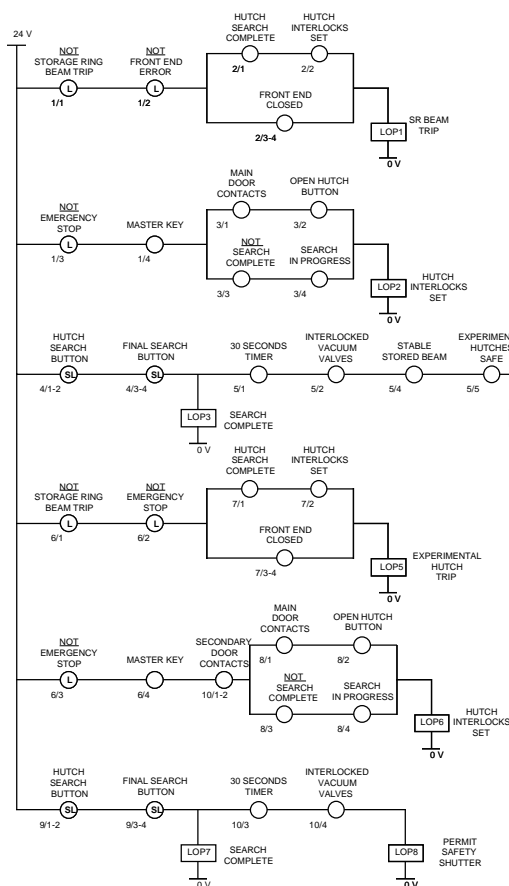 24 V
HUTCH
SEARCH
COMPLETE
HUTCH
INTERLOCKS
SET
NOT
STORAGE RING
BEAM TRIP
NOT
FRONT END
ERROR
L
L
1/1
1/2
2/1
2/2
FRONT END
CLOSED
2/3-4
LOP1
SR BEAM
TRIP
0 V
MAIN
DOOR
CONTACTS
OPEN HUTCH
BUTTON
NOT
EMERGENCY
STOP
MASTER KEY
L
1/3
1/4
3/1
3/2
NOT
SEARCH
COMPLETE
SEARCH
IN PROGRESS
3/3
3/4
LOP2
HUTCH
INTERLOCKS
SET
0 V
HUTCH
SEARCH
BUTTON
FINAL SEARCH
BUTTON
30 SECONDS
TIMER
INTERLOCKED
VACUUM
VALVES
STABLE
STORED BEAM
EXPERIMEN
HUTCHES
SAFE
SL
SL
4/1-2
4/3-4
5/1
5/2
5/4
5/5
LOP3
SEARCH
COMPLETE
0 V
HUTCH
SEARCH
COMPLETE
HUTCH
INTERLOCKS
SET
NOT
STORAGE RING
BEAM TRIP
NOT
EMERGENCY
STOP
L
L
6/1
6/2
7/1
7/2
FRONT END
CLOSED
7/3-4
LOP5
EXPERIMENTAL
HUTCH
TRIP
0 V
MAIN
DOOR
CONTACTS
OPEN HUTCH
BUTTON
NOT
EMERGENCY
STOP
MASTER KEY
SECONDARY
DOOR
CONTACTS
L
6/3
6/4
10/1-2
8/1
8/2
NOT
SEARCH
COMPLETE
SEARCH
IN PROGRESS
8/3
8/4
LOP6
HUTCH
INTERLOCKS
SET
0 V
HUTCH
SEARCH
BUTTON
FINAL SEARCH
BUTTON
30 SECONDS
TIMER
INTERLOCKED
VACUUM
VALVES
SL
SL
9/1-2
9/3-4
10/3
10/4
LOP7
SEARCH
COMPLETE
0 V
LOP8
PERMIT
SAFETY
SHUTTER
0 V